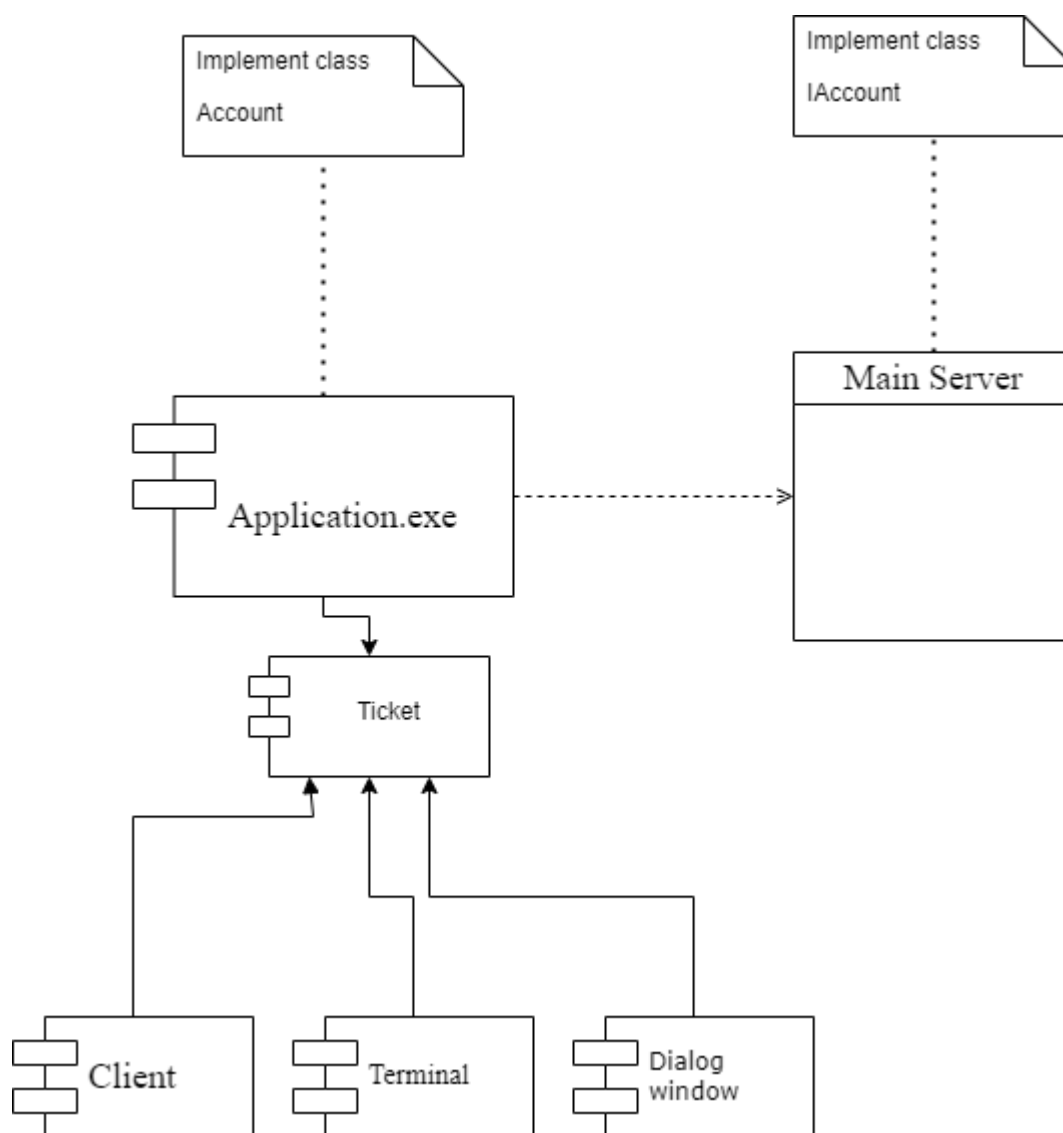 Implement class
Account
Implement class
IAccount
Main Server
Application.exe
Ticket
Client
Terminal
Dialog
window